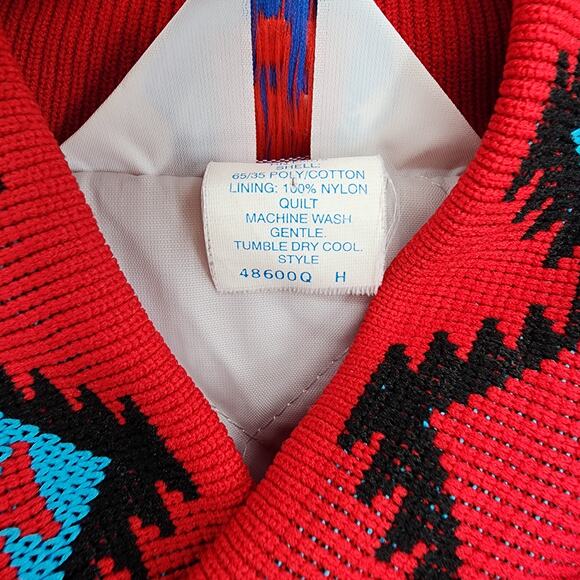 SHELL:
65/35 POLY/COTTON
LINING: 100% NYLON
QUILT
MACHINE WASH
GENTLE.
TUMBLE DRY COOL.
STYLE
48600Q H